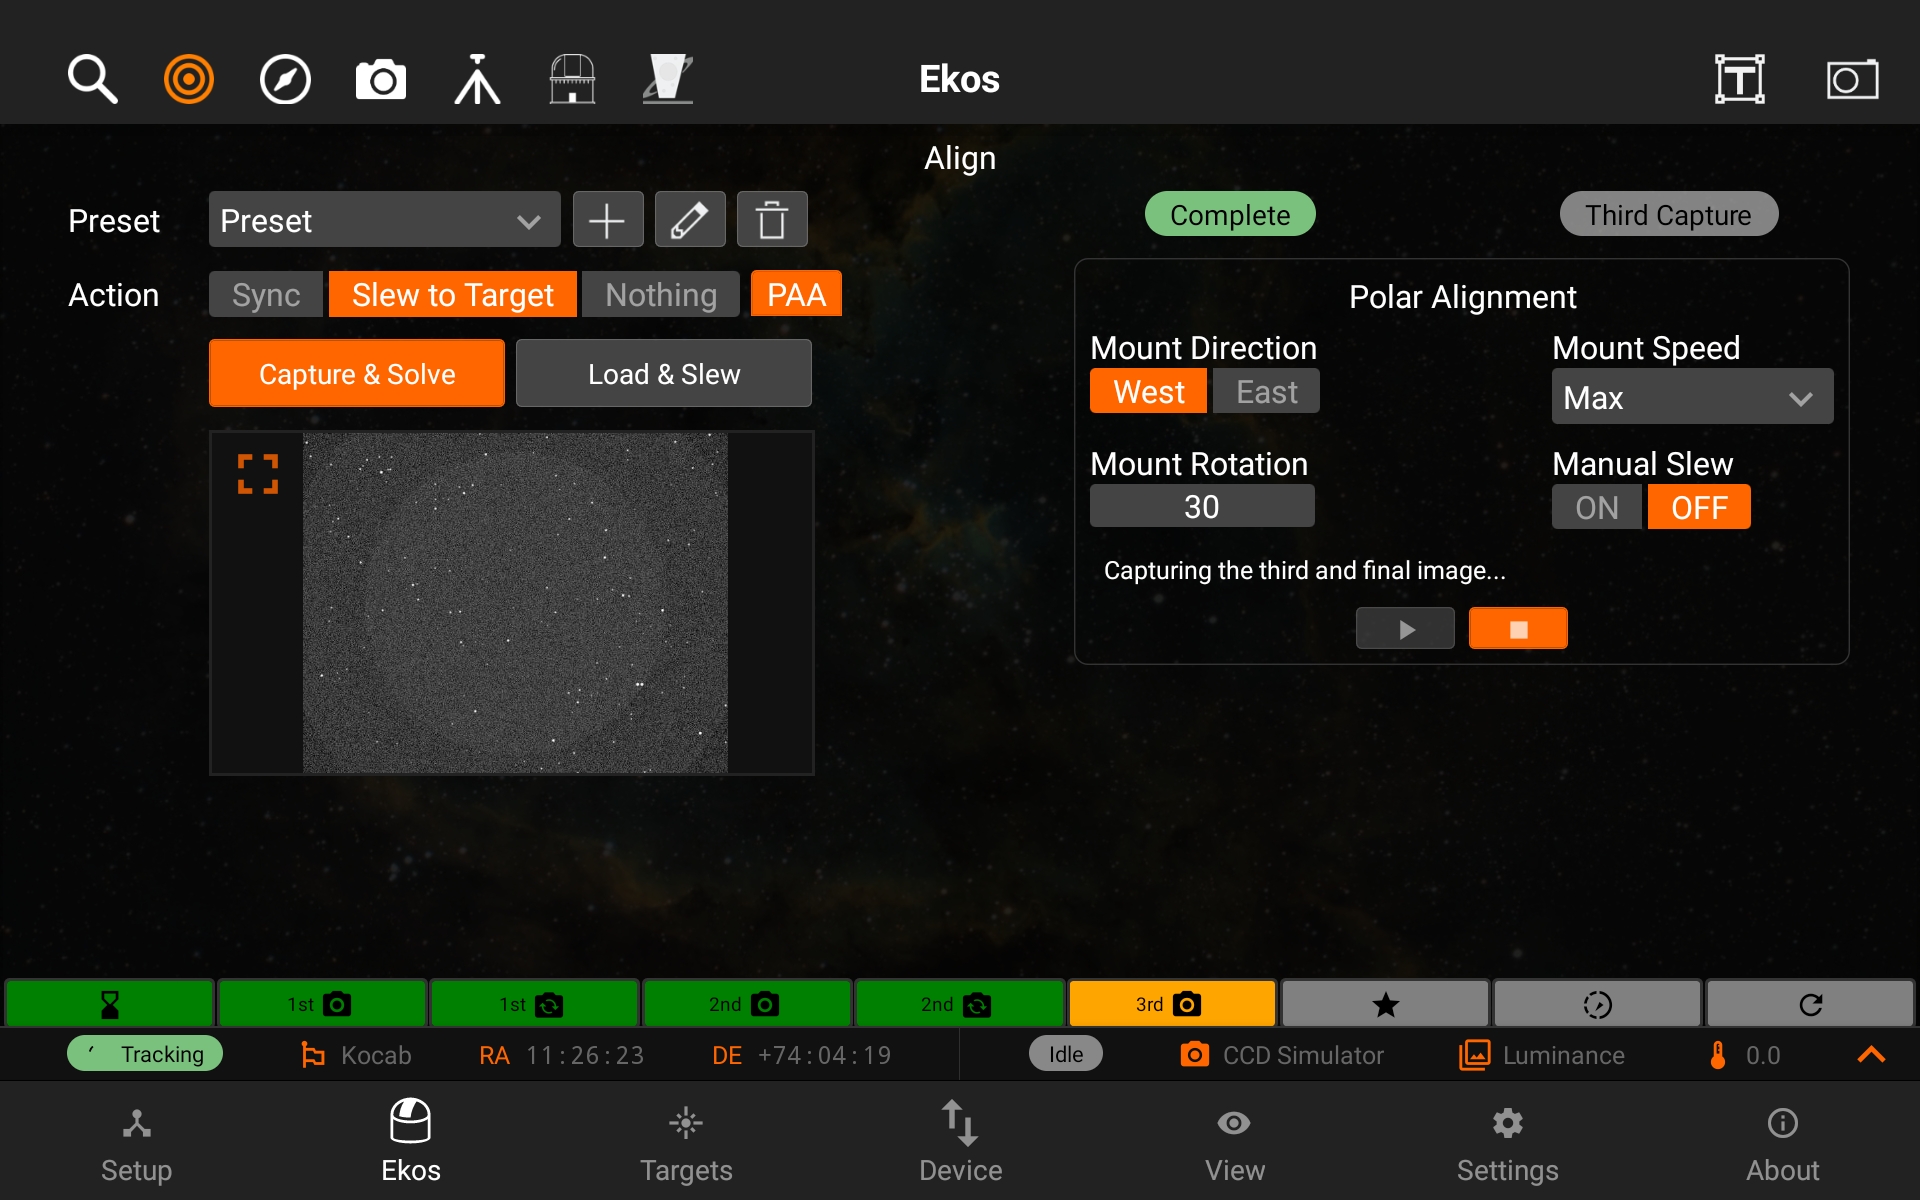 Ekos
Align
Preset Preset
Complete Third Capture
Action Sync Slew to Target Nothing PAA
Capture & Solve Load & Slew
Polar Alignment
Mount Direction Mount Speed
West East Max
Mount Rotation Manual Slew
30 ON OFF
Capturing the third and final image...
1st 1st 2nd 2nd 3rd
Tracking Kocab RA 11:26:23 DE +74:04:19 Idle CCD Simulator Luminance 0.0
Setup Ekos Targets Device View Settings About